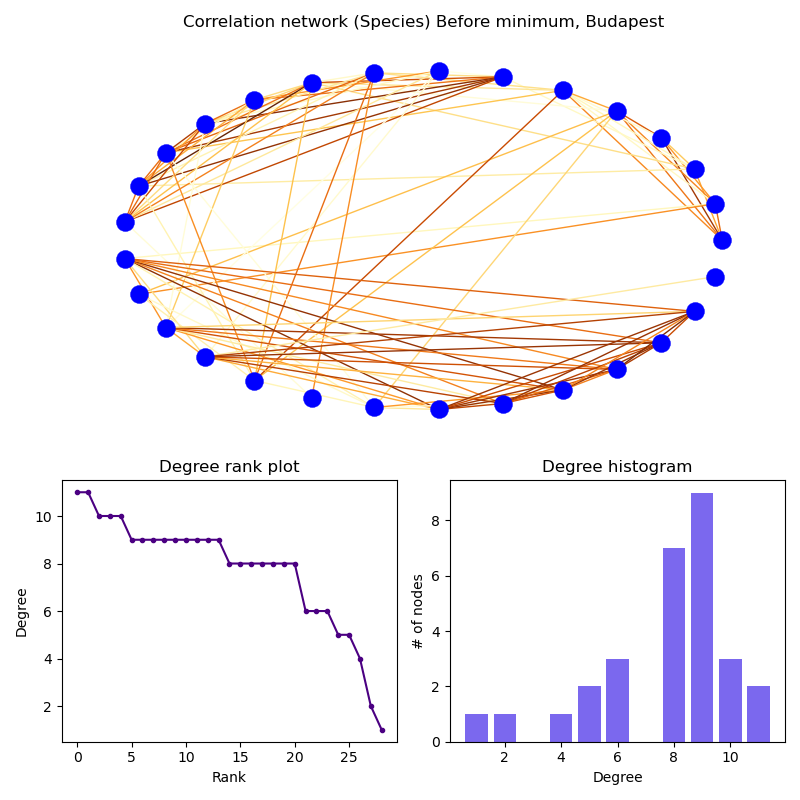 Correlation network (Species) Before minimum, Budapest
Degree rank plot
Degree
10
8
6
4
2
0 5 10 15 20 25
Rank
Degree histogram
# of nodes
8
6
4
2
0
2 4 6 8 10
Degree